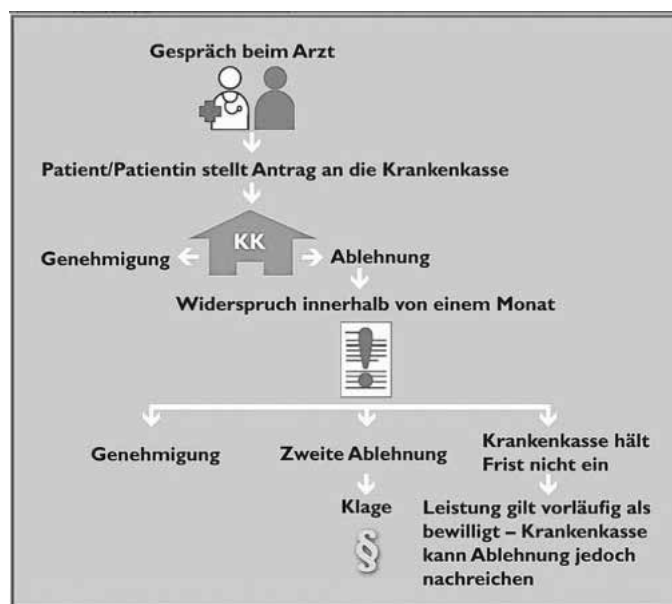 Gespräch beim Arzt
Patient/Patientin stellt Antrag an die Krankenkasse
KK
Genehmigung
Ablehnung
Widerspruch innerhalb von einem Monat
Genehmigung
Zweite Ablehnung
Krankenkasse hält
Frist nicht ein
Klage
§
Leistung gilt vorläufig als
bewilligt – Krankenkasse
kann Ablehnung jedoch
nachreichen